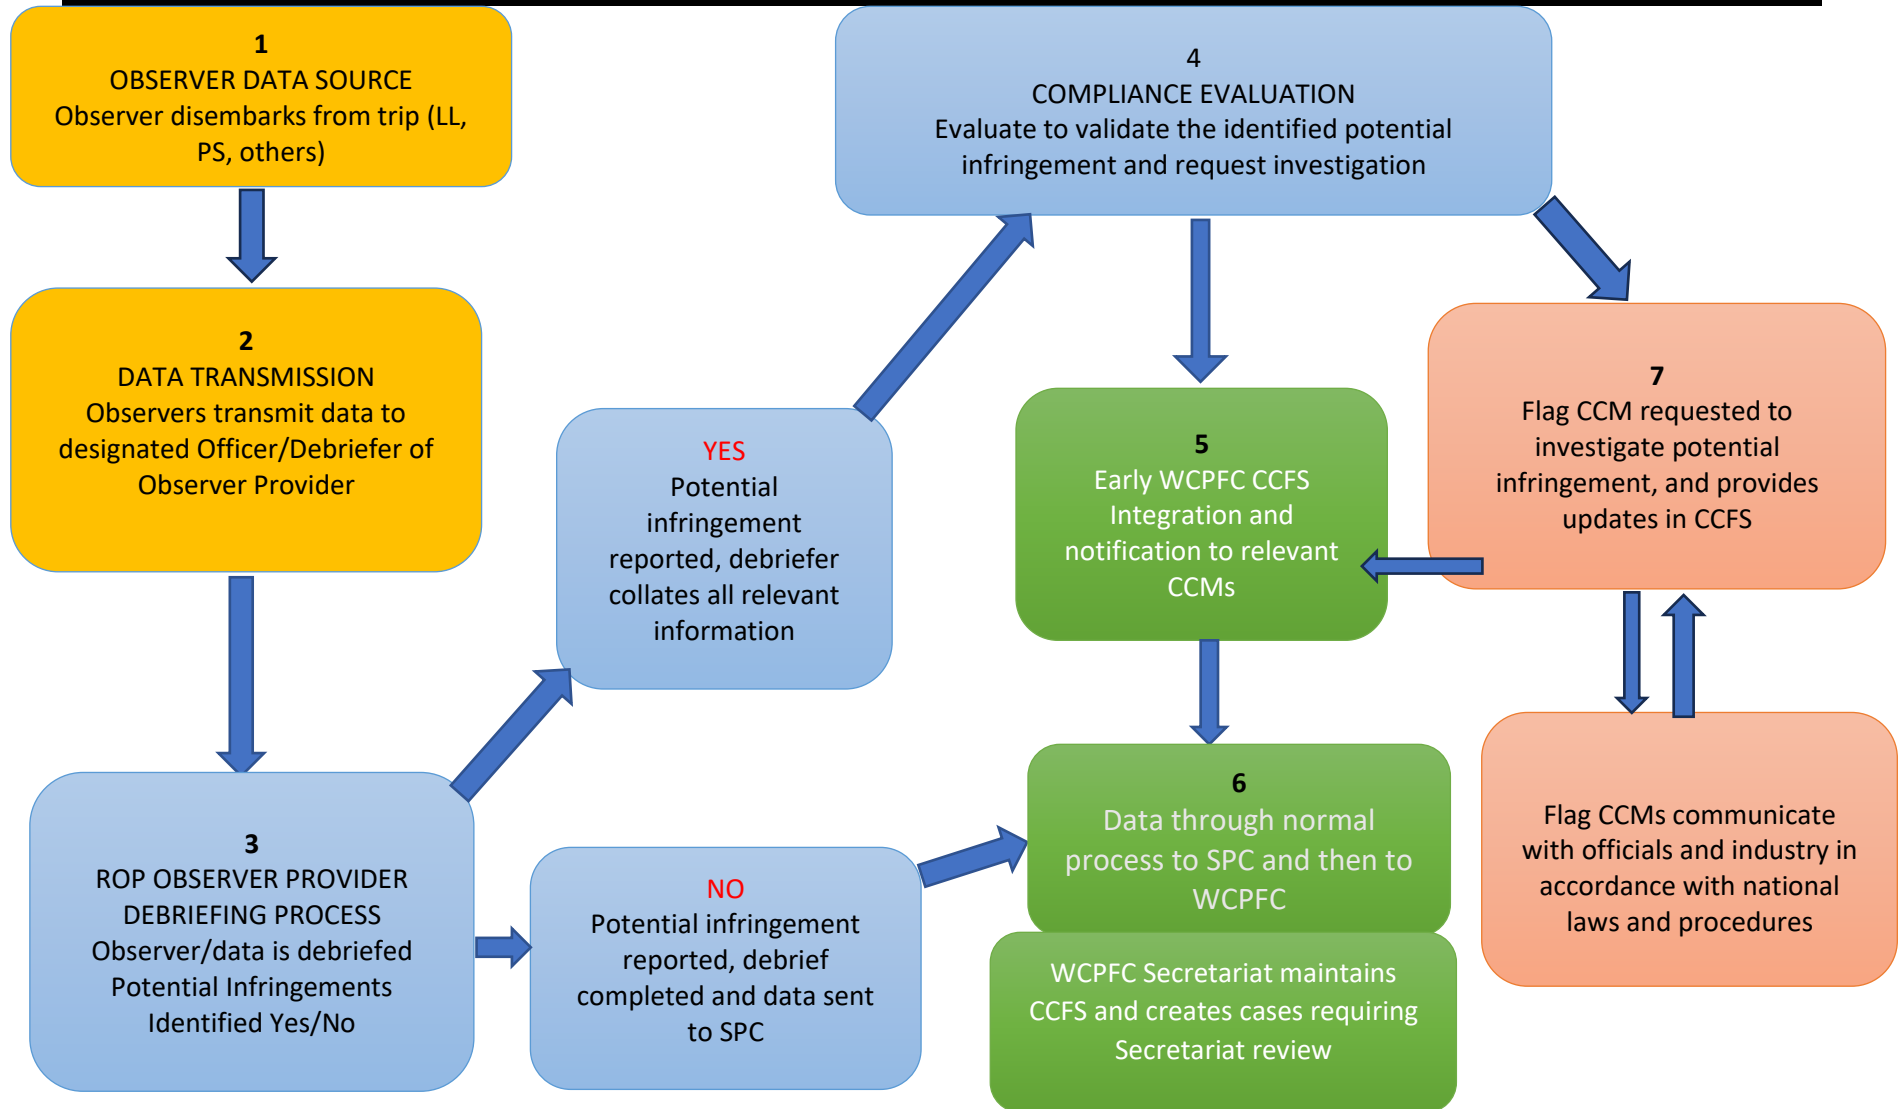 1
OBSERVER DATA SOURCE
Observer disembarks from trip (LL,
PS, others)
2
DATA TRANSMISSION
Observers transmit data to
designated Officer/Debriefer of
Observer Provider
3
ROP OBSERVER PROVIDER
DEBRIEFING PROCESS
Observer/data is debriefed
Potential Infringements
Identified Yes/No
YES
Potential
infringement
reported, debriefer
collates all relevant
information
NO
Potential infringement
reported, debrief
completed and data sent
to SPC
4
COMPLIANCE EVALUATION
Evaluate to validate the identified potential
infringement and request investigation
5
Early WCPFC CCFS
Integration and
notification to relevant
CCMs
6
Data through normal
process to SPC and then to
WCPFC
WCPFC Secretariat maintains
CCFS and creates cases requiring
Secretariat review
7
Flag CCM requested to
investigate potential
infringement, and provides
updates in CCFS
Flag CCMs communicate
with officials and industry in
accordance with national
laws and procedures